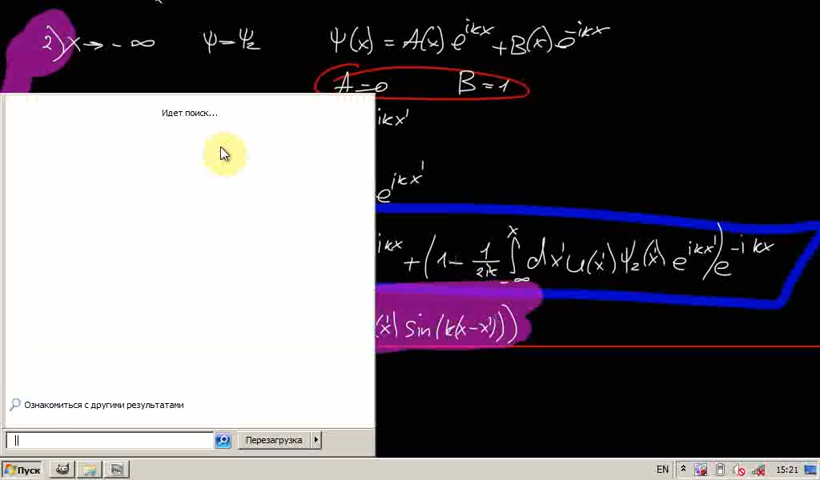 2) x → -∞ ψ=ψ₂ ψ(x) = A(x) e^{ikx} + B(x) e^{-ikx}
A=0 B=1
Идет поиск...
ikx'
e^{ikx'}
ikx + (1 - 1/2ik ∫_{-∞}^{x} dx' u(x') ψ₂(x') e^{ikx'}) e^{-ikx}
(x') sin(k(x-x')))
Ознакомиться с другими результатами
Перезагрузка
Пуск EN 15:21